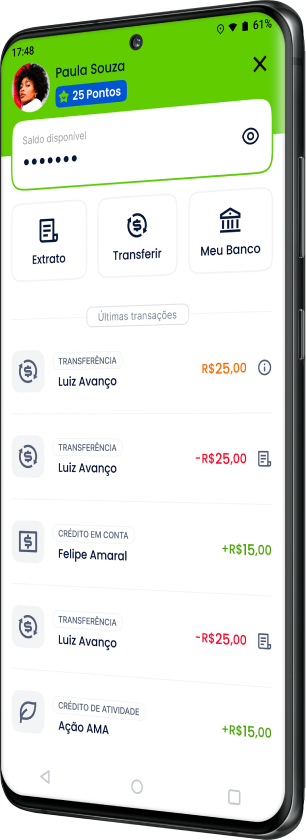 17:48
61%
Paula Souza
25 Pontos
Saldo disponível
Extrato
Transferir
Meu Banco
Últimas transações
TRANSFERÊNCIA
Luiz Avanço
R$25,00
TRANSFERÊNCIA
Luiz Avanço
-R$25,00
CRÉDITO EM CONTA
Felipe Amaral
+R$15,00
TRANSFERÊNCIA
Luiz Avanço
-R$25,00
CRÉDITO DE ATIVIDADE
Ação AMA
+R$15,00